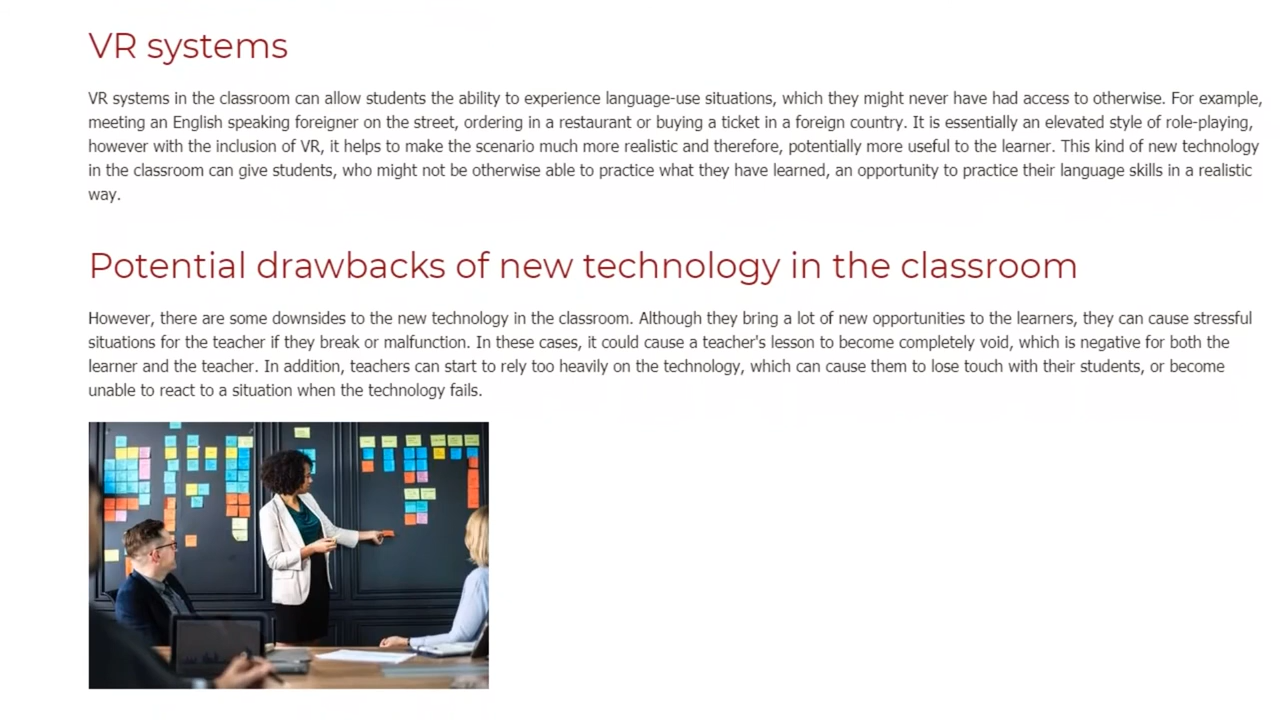 VR systems
VR systems in the classroom can allow students the ability to experience language-use situations, which they might never have had access to otherwise. For example,
meeting an English speaking foreigner on the street, ordering in a restaurant or buying a ticket in a foreign country. It is essentially an elevated style of role-playing,
however with the inclusion of VR, it helps to make the scenario much more realistic and therefore, potentially more useful to the learner. This kind of new technology
in the classroom can give students, who might not be otherwise able to practice what they have learned, an opportunity to practice their language skills in a realistic
way.
Potential drawbacks of new technology in the classroom
However, there are some downsides to the new technology in the classroom. Although they bring a lot of new opportunities to the learners, they can cause stressful
situations for the teacher if they break or malfunction. In these cases, it could cause a teacher's lesson to become completely void, which is negative for both the
learner and the teacher. In addition, teachers can start to rely too heavily on the technology, which can cause them to lose touch with their students, or become
unable to react to a situation when the technology fails.